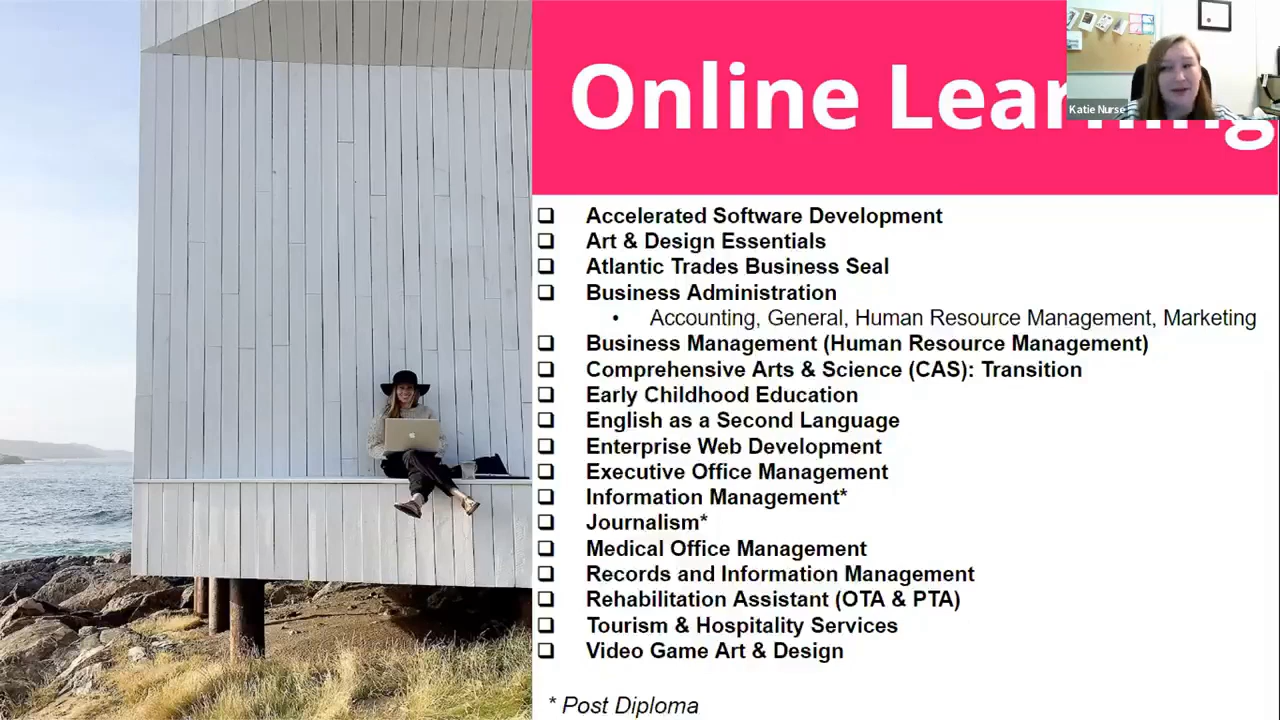 Online Learning
Katie Nurse
❑ Accelerated Software Development
❑ Art & Design Essentials
❑ Atlantic Trades Business Seal
❑ Business Administration
• Accounting, General, Human Resource Management, Marketing
❑ Business Management (Human Resource Management)
❑ Comprehensive Arts & Science (CAS): Transition
❑ Early Childhood Education
❑ English as a Second Language
❑ Enterprise Web Development
❑ Executive Office Management
❑ Information Management*
❑ Journalism*
❑ Medical Office Management
❑ Records and Information Management
❑ Rehabilitation Assistant (OTA & PTA)
❑ Tourism & Hospitality Services
❑ Video Game Art & Design
* Post Diploma